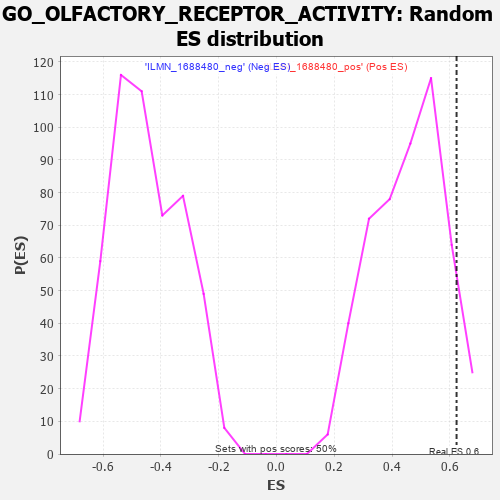 GO_OLFACTORY_RECEPTOR_ACTIVITY: Random
ES distribution
'ILMN_1688480_neg' (Neg ES)_1688480_pos' (Pos ES)
120
110
100
90
80
70
60
50
40
30
20
10
0
P(ES)
Sets with pos scores: 50%
Real ES 0.6
-0.6
-0.4
-0.2
0.0
0.2
0.4
0.6
ES